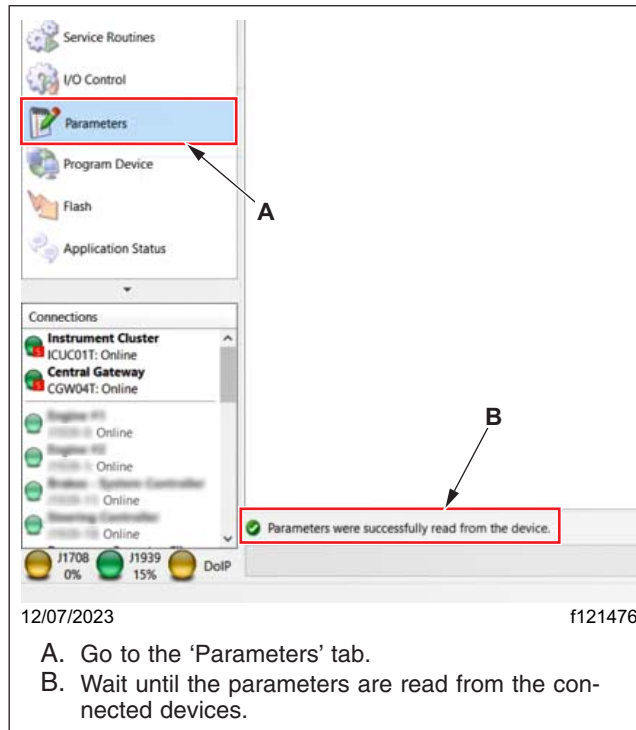 Service Routines
I/O Control
Parameters
Program Device
A
Flash
Application Status
Connections
Instrument Cluster
ICUC01T: Online
Central Gateway
CGW04T: Online
Online
B
Online
Online
Online
Parameters were successfully read from the device.
J1708 J1939 DoIP
0% 15%
12/07/2023 f121476
A. Go to the ‘Parameters’ tab.
B. Wait until the parameters are read from the con-
nected devices.